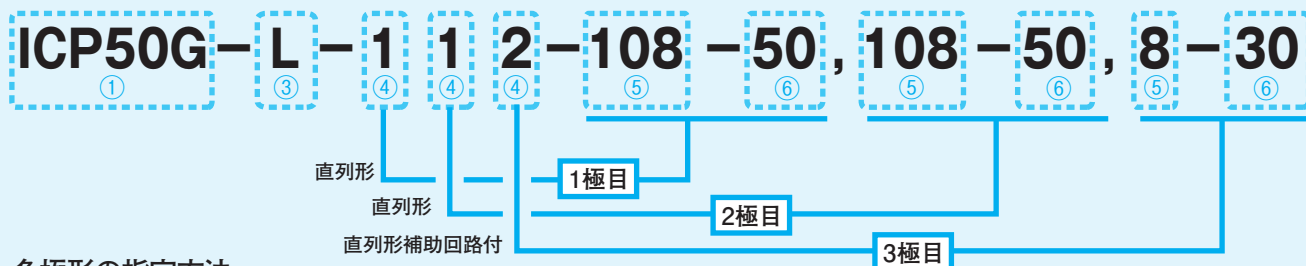 ICP50G－L－1 1 2－108－50, 108－50, 8－30
① ③ ④ ④ ④ ⑤ ⑥ ⑤ ⑥ ⑤ ⑥
直列形 1極目
直列形 2極目
直列形補助回路付 3極目